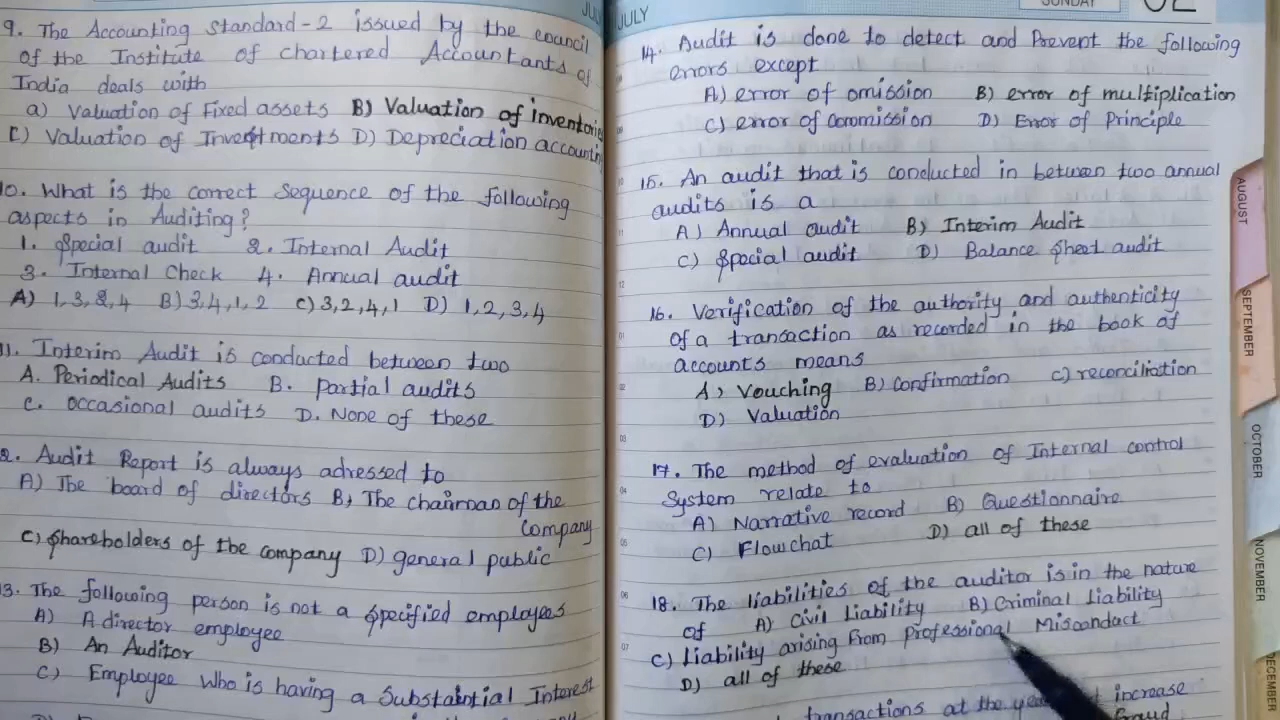 9. The Accounting Standard-2 issued by the council
of the Institute of chartered Accountants of
India deals with
a) Valuation of Fixed assets B) Valuation of inventorie
C) Valuation of Investments D) Depreciation accounting
10. What is the correct Sequence of the following
aspects in Auditing?
1. Special audit 2. Internal Audit
3. Internal Check 4. Annual audit
A) 1,3,2,4 B) 3,4,1,2 C) 3,2,4,1 D) 1,2,3,4
11. Interim Audit is conducted between two
A. Periodical Audits B. partial audits
C. occasional audits D. None of these
2. Audit Report is always adressed to
A) The board of directors B) The chairman of the
company
C) Shareholders of the company D) general public
3. The following person is not a specified employees
A) A director employee
B) An Auditor
C) Employee Who is having a Substantial Interest
JULY
JULY
SUNDAY
02
14. Audit is done to detect and Prevent the following
errors except
A) error of omission B) error of multiplication
C) error of commission D) Error of Principle
15. An audit that is conducted in between two annual
audits is a
A) Annual audit B) Interim Audit
C) Special audit D) Balance Sheet audit
16. Verification of the authority and authenticity
of a transaction as recorded in the book of
accounts means
A) Vouching B) confirmation C) reconciliation
D) Valuation
17. The method of evaluation of Internal control
System relate to
A) Narrative record B) Questionnaire
C) Flowchat D) all of these
18. The liabilities of the auditor is in the nature
of A) Civil Liability B) Criminal Liability
C) liability arising From professional Misconduct
D) all of these
transactions at the increase
Fraud
AUGUST
SEPTEMBER
OCTOBER
NOVEMBER
DECEMBER